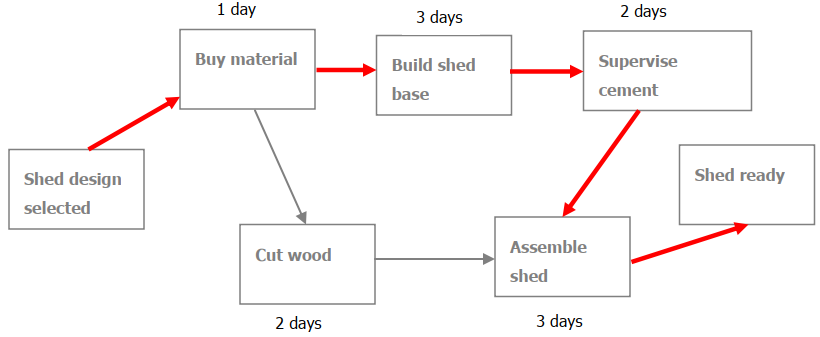 1 day
3 days
2 days
Buy material
Build shed
base
Supervise
cement
Shed design
selected
Shed ready
Cut wood
Assemble
shed
2 days
3 days